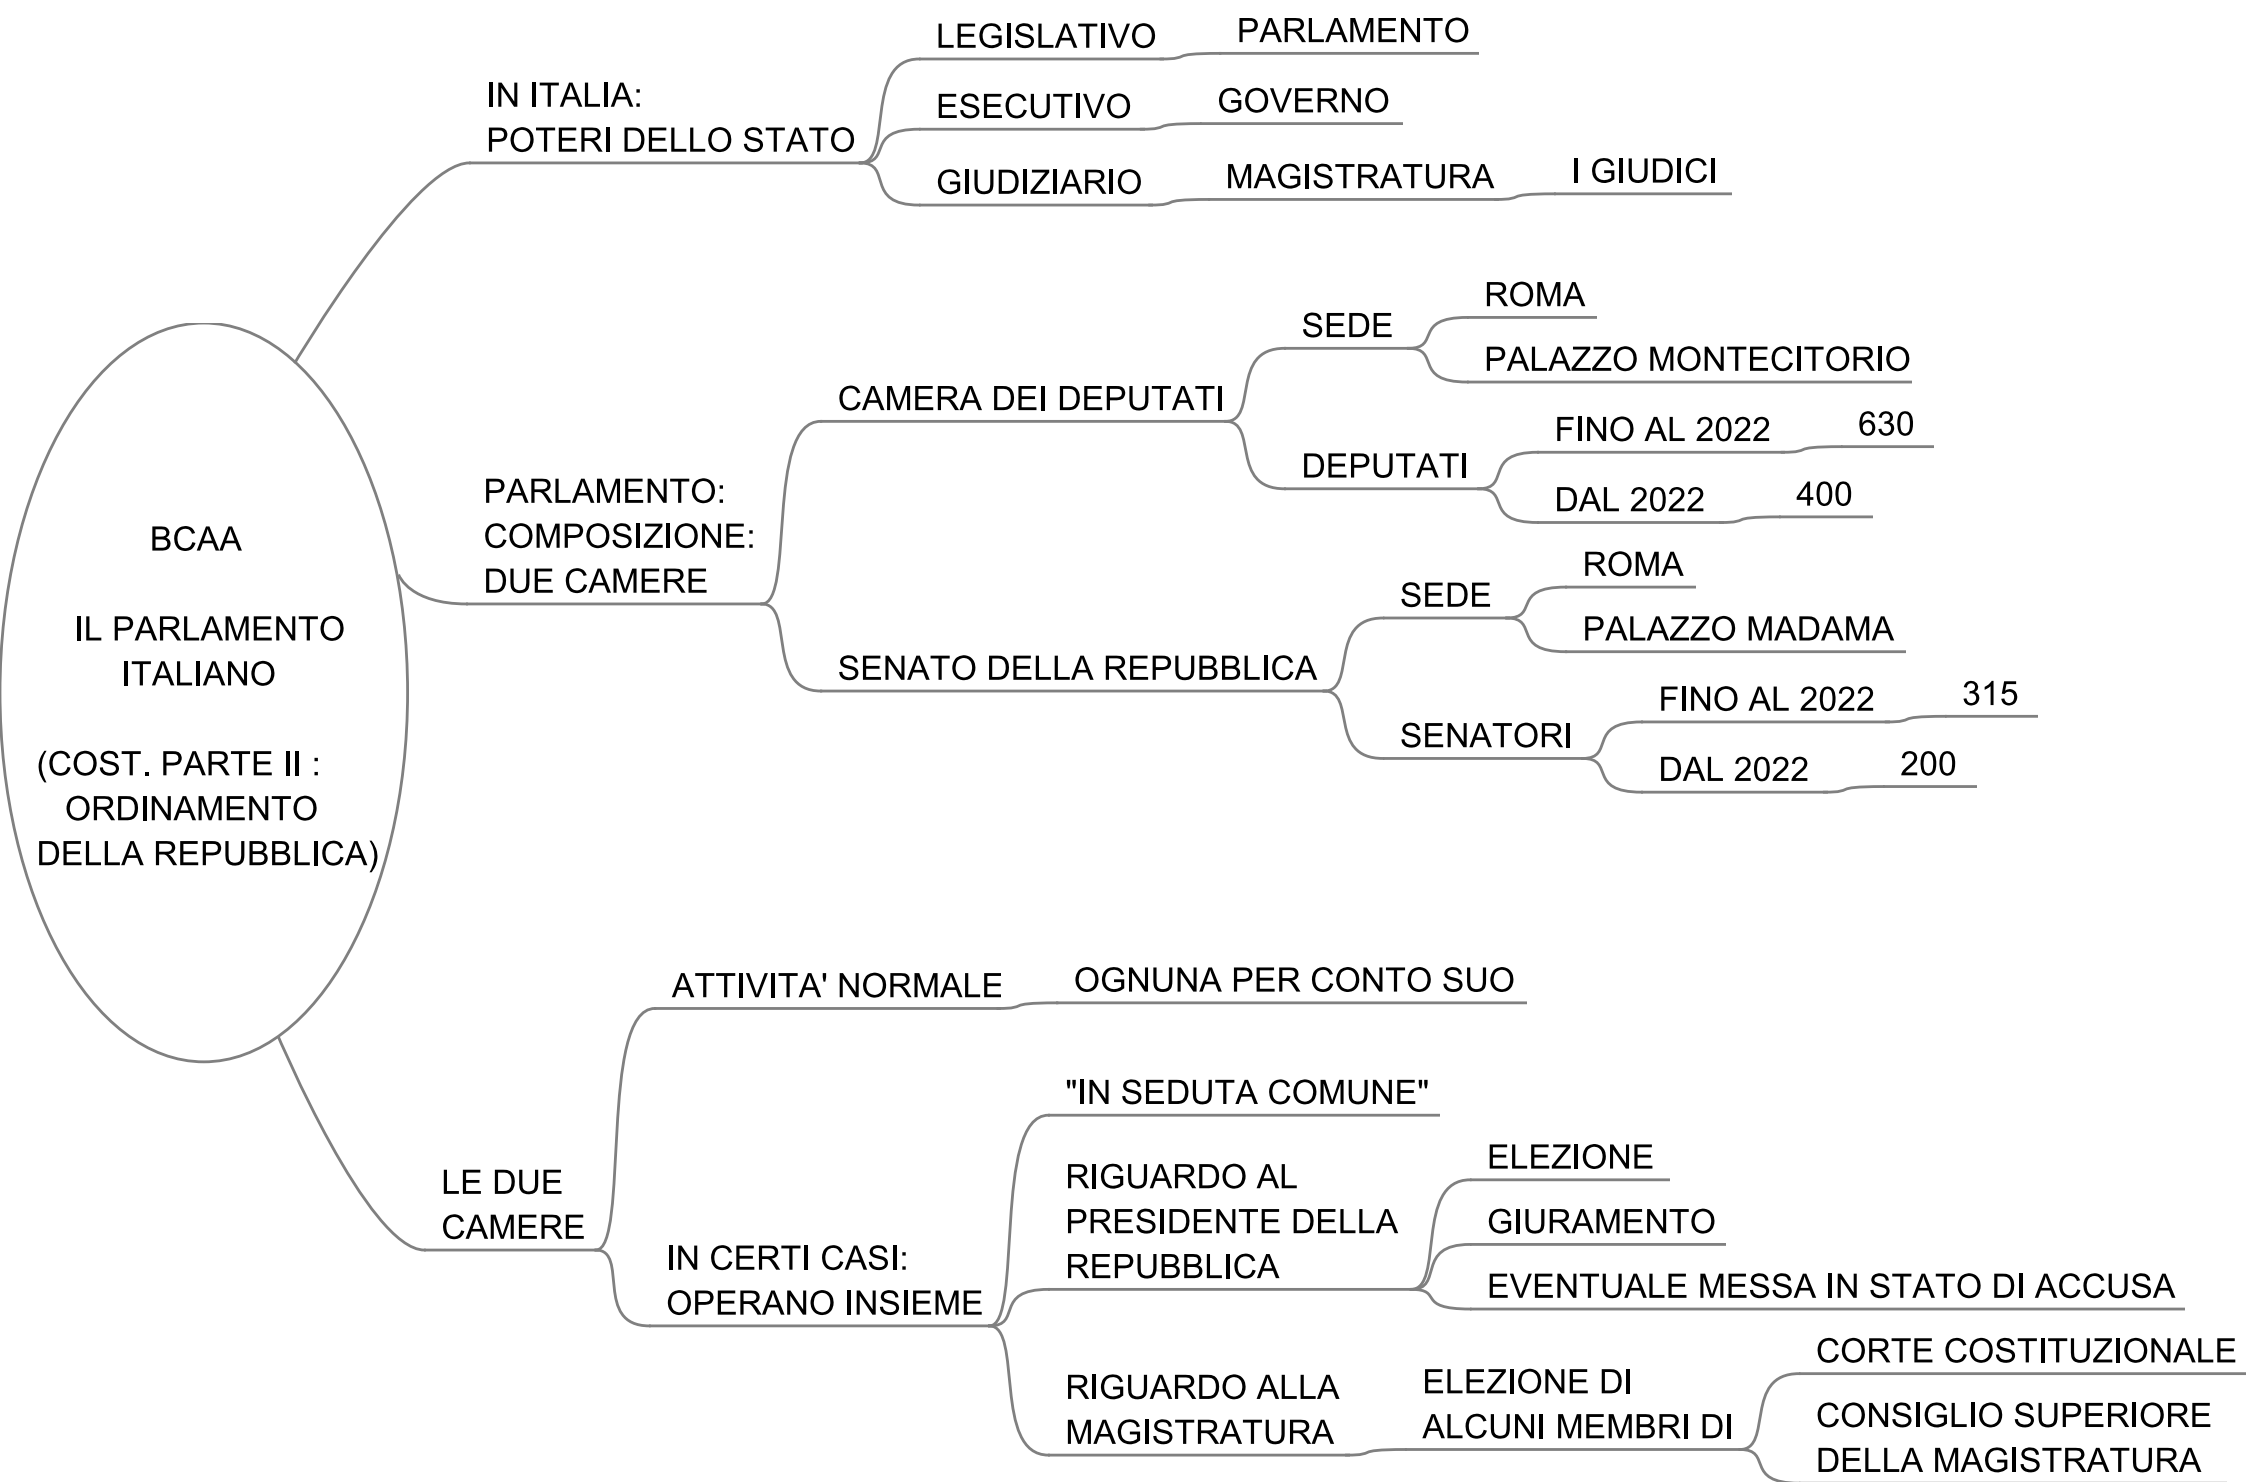 BCAA
IL PARLAMENTO
ITALIANO
(COST. PARTE II :
ORDINAMENTO
DELLA REPUBBLICA)
IN ITALIA:
POTERI DELLO STATO
LEGISLATIVO
PARLAMENTO
ESECUTIVO
GOVERNO
GIUDIZIARIO
MAGISTRATURA
I GIUDICI
PARLAMENTO:
COMPOSIZIONE:
DUE CAMERE
CAMERA DEI DEPUTATI
SEDE
ROMA
PALAZZO MONTECITORIO
DEPUTATI
FINO AL 2022
630
DAL 2022
400
SENATO DELLA REPUBBLICA
SEDE
ROMA
PALAZZO MADAMA
SENATORI
FINO AL 2022
315
DAL 2022
200
LE DUE
CAMERE
ATTIVITA' NORMALE
OGNUNA PER CONTO SUO
IN CERTI CASI:
OPERANO INSIEME
"IN SEDUTA COMUNE"
RIGUARDO AL
PRESIDENTE DELLA
REPUBBLICA
ELEZIONE
GIURAMENTO
EVENTUALE MESSA IN STATO DI ACCUSA
RIGUARDO ALLA
MAGISTRATURA
ELEZIONE DI
ALCUNI MEMBRI DI
CORTE COSTITUZIONALE
CONSIGLIO SUPERIORE
DELLA MAGISTRATURA